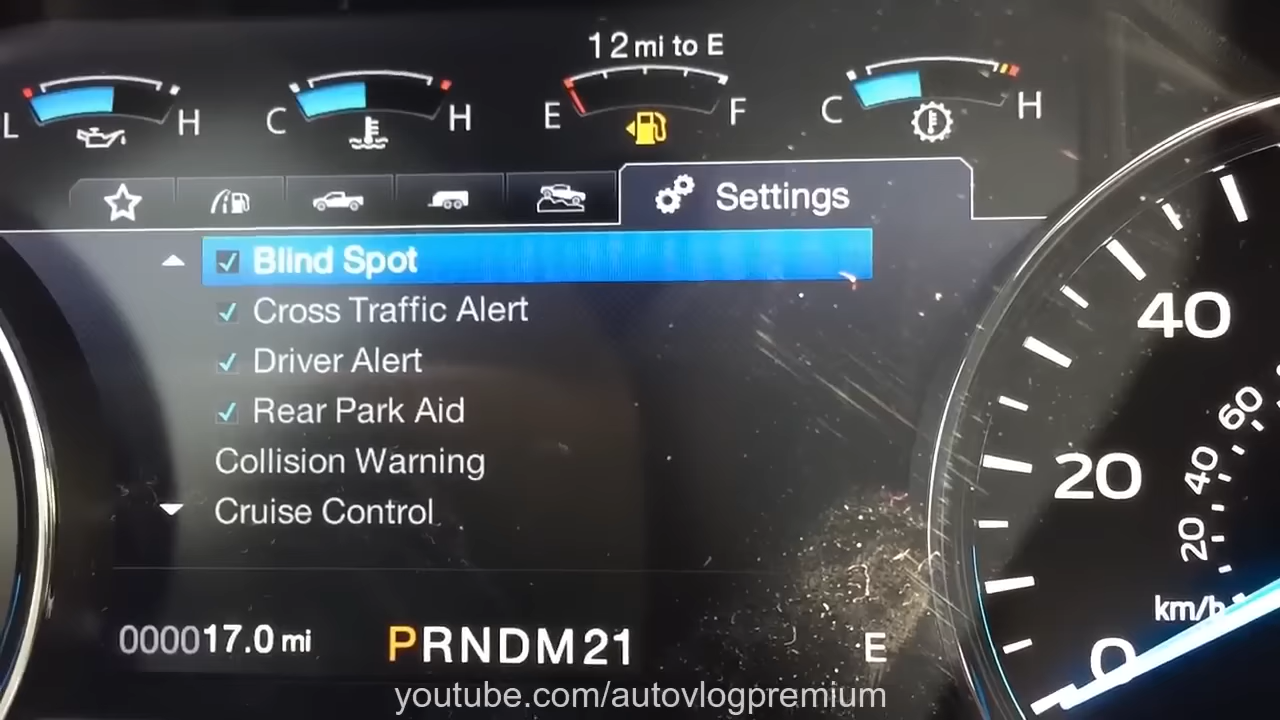 12 mi to E
L H C H E F C H
Settings
Blind Spot
Cross Traffic Alert
Driver Alert
Rear Park Aid
Collision Warning
Cruise Control
000017.0 mi PRNDM21 E
40
20
0
60
40
20
km/h
youtube.com/autovlogpremium